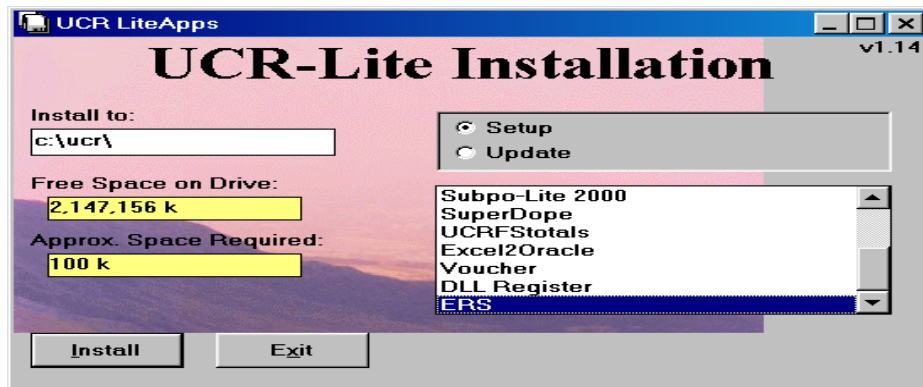 UCR LiteApps
UCR-Lite Installation
v1.14
Install to:
c:\ucr\
Free Space on Drive:
2,147,156 k
Approx. Space Required:
100 k
Setup
Update
Subpo-Lite 2000
SuperDope
UCRFStotals
Excel2Oracle
Voucher
DLL Register
ERS
Install
Exit